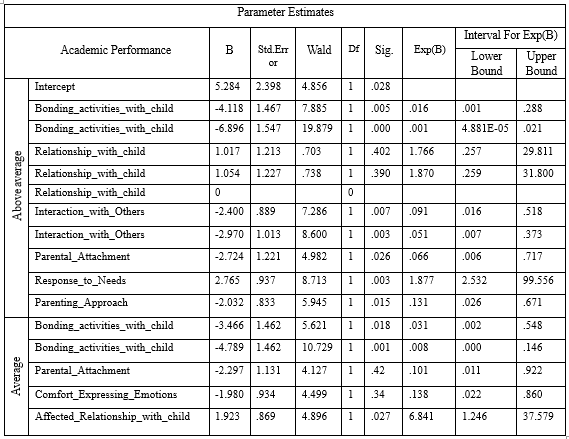 Parameter Estimates
Academic Performance B Std.Err or Wald Df Sig. Exp(B) Interval For Exp(B)
Lower Bound Upper Bound
Above average
Intercept 5.284 2.398 4.856 1 .028
Bonding_activities_with_child -4.118 1.467 7.885 1 .005 .016 .001 .288
Bonding_activities_with_child -6.896 1.547 19.879 1 .000 .001 4.881E-05 .021
Relationship_with_child 1.017 1.213 .703 1 .402 1.766 .257 29.811
Relationship_with_child 1.054 1.227 .738 1 .390 1.870 .259 31.800
Relationship_with_child 0 0
Interaction_with_Others -2.400 .889 7.286 1 .007 .091 .016 .518
Interaction_with_Others -2.970 1.013 8.600 1 .003 .051 .007 .373
Parental_Attachment -2.724 1.221 4.982 1 .026 .066 .006 .717
Response_to_Needs 2.765 .937 8.713 1 .003 1.877 2.532 99.556
Parenting_Approach -2.032 .833 5.945 1 .015 .131 .026 .671
Average
Bonding_activities_with_child -3.466 1.462 5.621 1 .018 .031 .002 .548
Bonding_activities_with_child -4.789 1.462 10.729 1 .001 .008 .000 .146
Parental_Attachment -2.297 1.131 4.127 1 .42 .101 .011 .922
Comfort_Expressing_Emotions -1.980 .934 4.499 1 .34 .138 .022 .860
Affected_Relationship_with_child 1.923 .869 4.896 1 .027 6.841 1.246 37.579